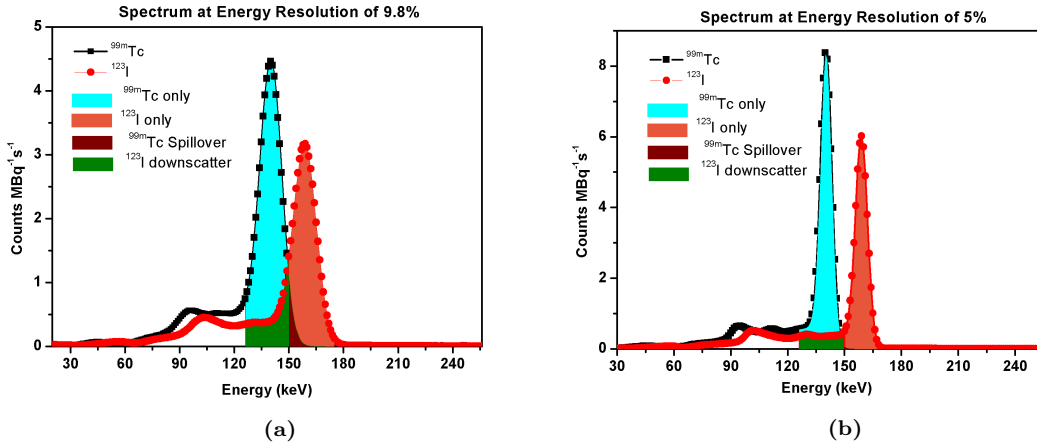 Spectrum at Energy Resolution of 9.8%
5
4
3
2
1
0
Counts MBq⁻¹s⁻¹
⁹⁹ᵐTc
¹²³I
⁹⁹ᵐTc only
¹²³I only
⁹⁹ᵐTc Spillover
¹²³I downscatter
30 60 90 120 150 180 210 240
Energy (keV)
(a)
Spectrum at Energy Resolution of 5%
8
6
4
2
0
Counts MBq⁻¹s⁻¹
⁹⁹ᵐTc
¹²³I
⁹⁹ᵐTc only
¹²³I only
⁹⁹ᵐTc Spillover
¹²³I downscatter
30 60 90 120 150 180 210 240
Energy (keV)
(b)